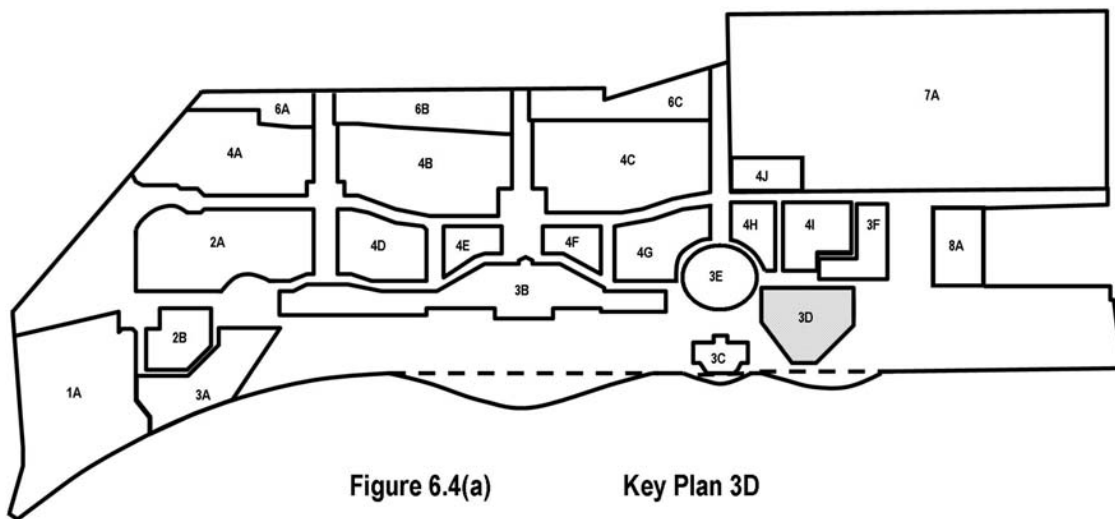 7A
6A
6B
6C
4A
4B
4C
4J
2A
4D
4E
4F
4G
4H
4I
3F
8A
3E
3B
3D
2B
3C
1A
3A
Figure 6.4(a) Key Plan 3D